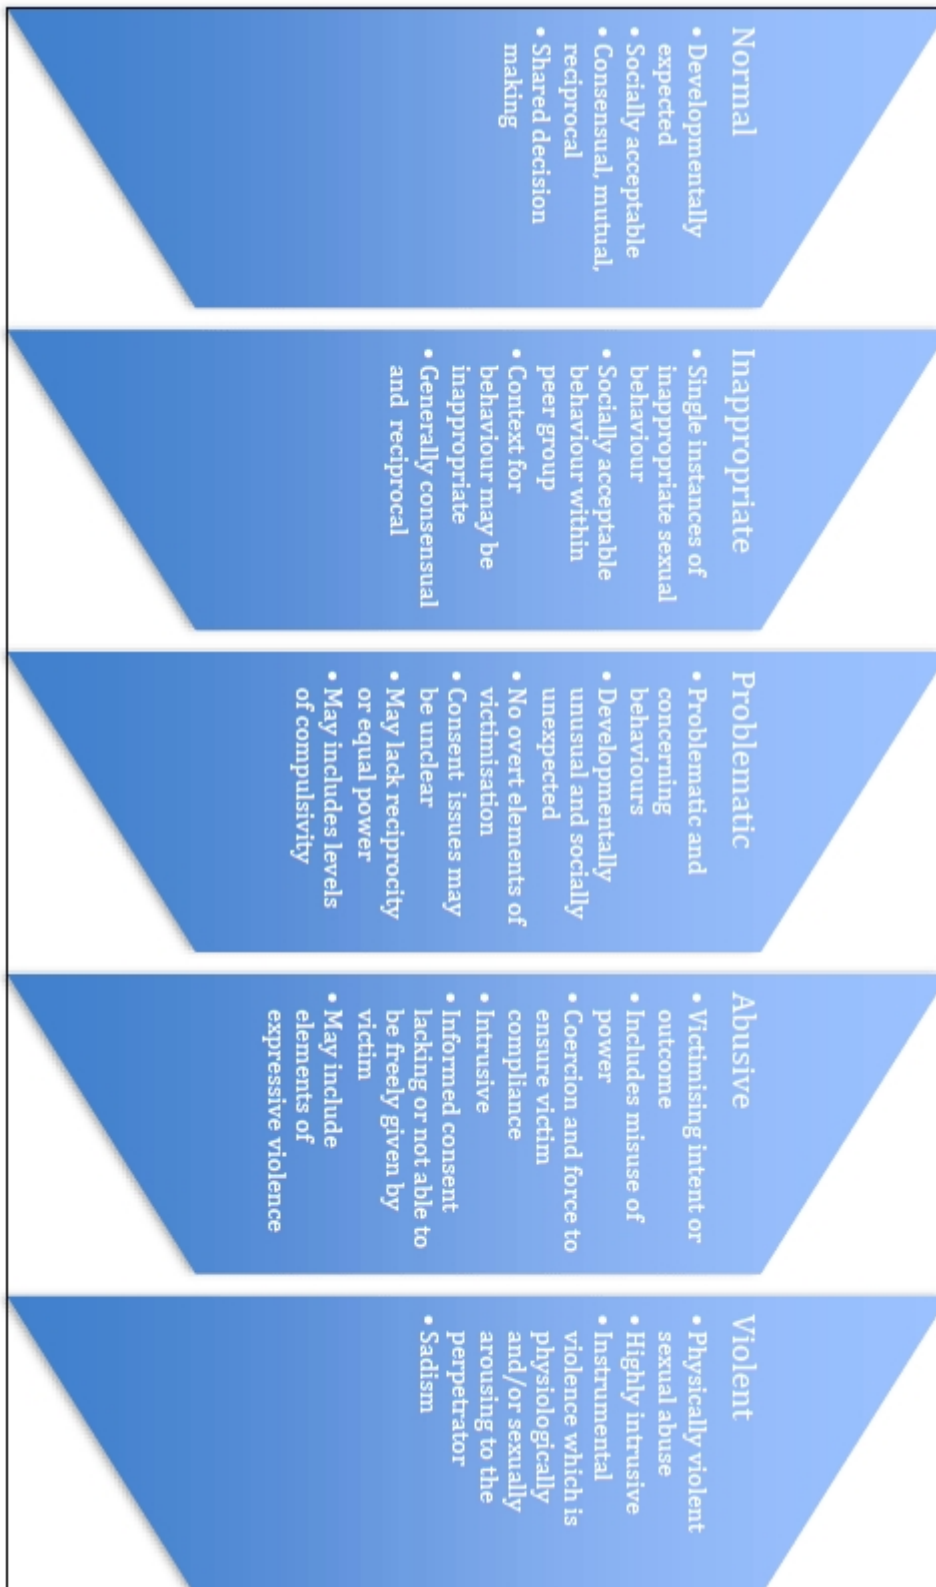 Normal
• Developmentally
expected
• Socially acceptable
• Consensual, mutual,
reciprocal
• Shared decision
making
Inappropriate
• Single instances of
inappropriate sexual
behaviour
• Socially acceptable
behaviour within
peer group
• Context for
behaviour may be
inappropriate
• Generally consensual
and reciprocal
Problematic
• Problematic and
concerning
behaviours
• Developmentally
unusual and socially
unexpected
• No overt elements of
victimisation
• Consent issues may
be unclear
• May lack reciprocity
or equal power
• May includes levels
of compulsivity
Abusive
• Victimising intent or
outcome
• Includes misuse of
power
• Coercion and force to
ensure victim
compliance
• Intrusive
• Informed consent
lacking or not able to
be freely given by
victim
• May include
elements of
expressive violence
Violent
• Physically violent
sexual abuse
• Highly intrusive
• Instrumental
violence which is
physiologically
and/or sexually
arousing to the
perpetrator
• Sadism